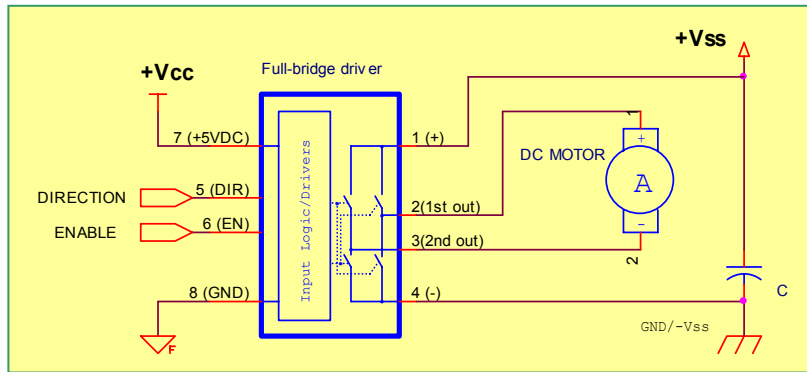 +Vss
+Vcc
Full-bridge driver
7 (+5VDC)
1 (+)
1
DC MOTOR
+
A
-
2
DIRECTION
5 (DIR)
2(1st out)
ENABLE
6 (EN)
3(2nd out)
Input Logic/Drivers
8 (GND)
4 (-)
C
GND/-Vss
F